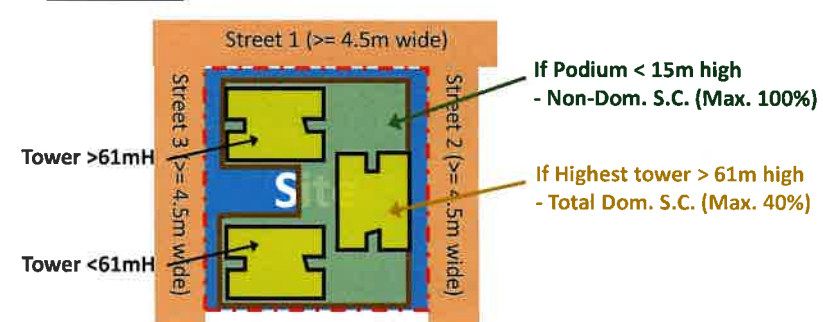 Street 1 (>= 4.5m wide)
If Podium < 15m high
- Non-Dom. S.C. (Max. 100%)
Street 3 (>= 4.5m wide)
Street 2 (>= 4.5m wide)
Tower >61mH
If Highest tower > 61m high
- Total Dom. S.C. (Max. 40%)
Site
Tower <61mH